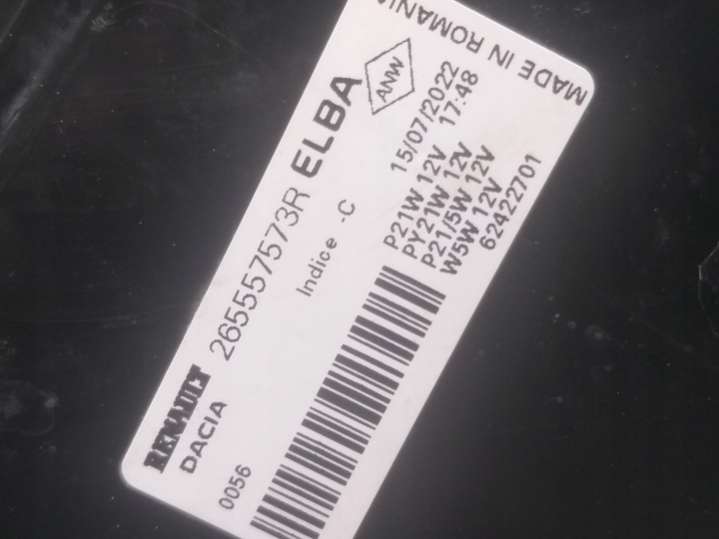 RENAULT 265557573R ELBA
DACIA
Indice -C
0056
ANW
MADE IN ROMANIA
15/07/2022
17:48
P21W 12V
PY21W 12V
P21/5W 12V
W5W 12V
62422701